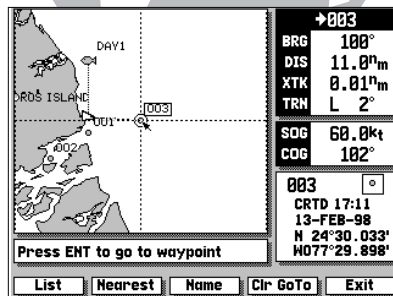 DAY1
DROS ISLAND
003
001
002
Press ENT to go to waypoint
→003
BRG 100°
DIS 11.0nm
XTK 0.01nm
TRN L 2°
SOG 60.0kt
COG 102°
003
CRTD 17:11
13-FEB-98
N 24°30.033'
W077°29.898'
List Nearest Name Clr GoTo Exit